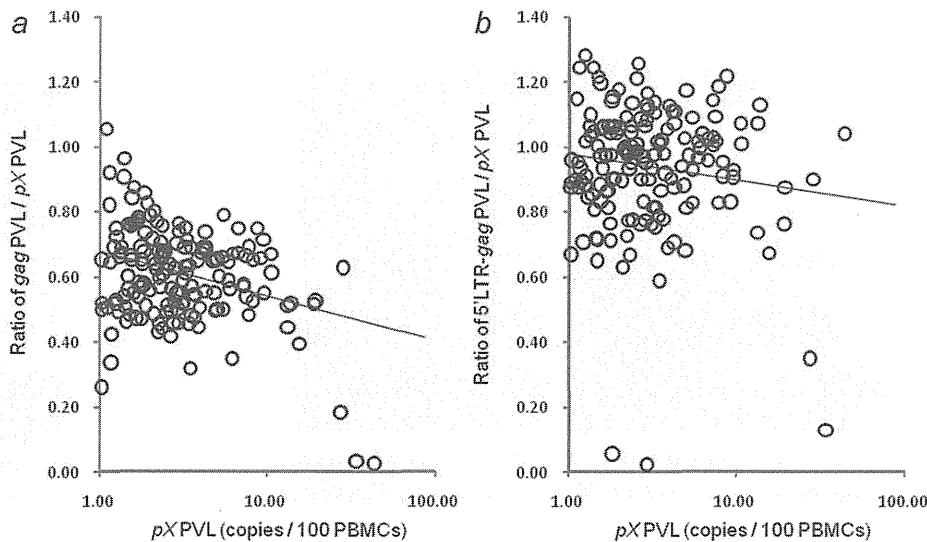 a
Ratio of gag PVL / pX PVL
1.40
1.20
1.00
0.80
0.60
0.40
0.20
0.00
1.00 10.00 100.00
pX PVL (copies / 100 PBMCs)
b
Ratio of 5'LTR-gag PVL / pX PVL
1.40
1.20
1.00
0.80
0.60
0.40
0.20
0.00
1.00 10.00 100.00
pX PVL (copies / 100 PBMCs)